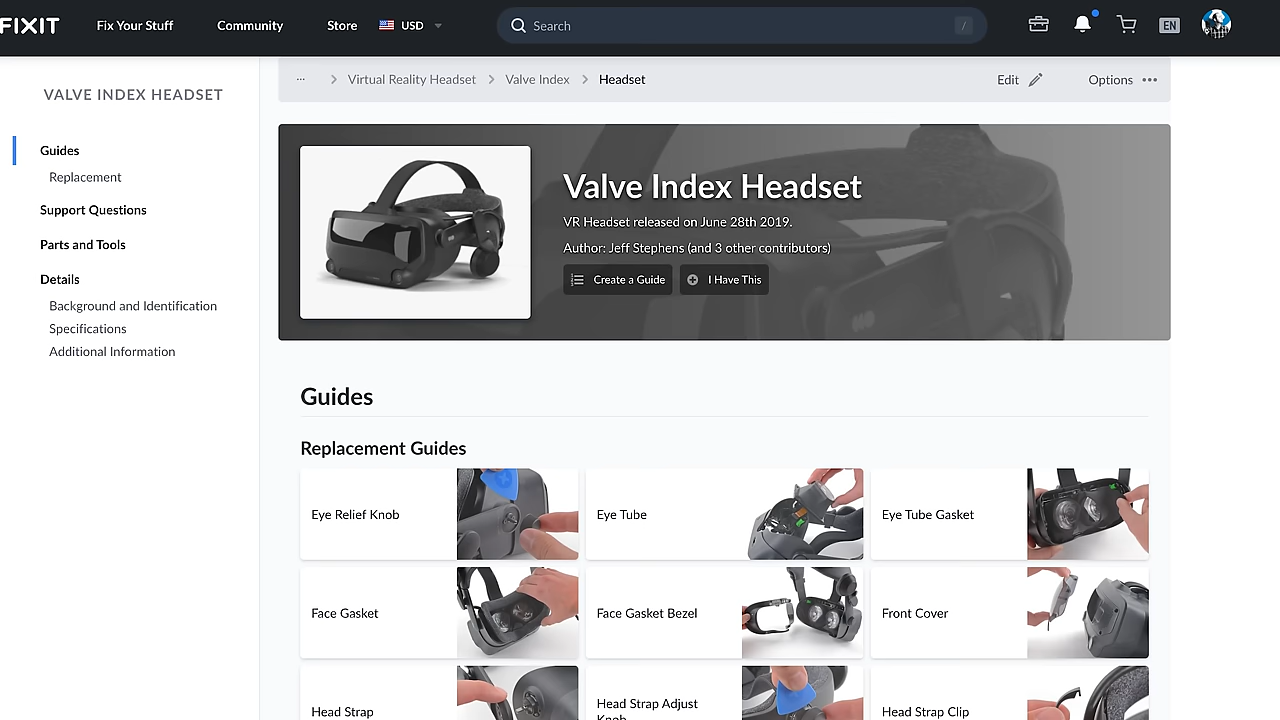 FIXIT
Fix Your Stuff
Community
Store
USD
Search
/
EN
VALVE INDEX HEADSET
Guides
Replacement
Support Questions
Parts and Tools
Details
Background and Identification
Specifications
Additional Information
... Virtual Reality Headset Valve Index Headset
Edit
Options
Valve Index Headset
VR Headset released on June 28th 2019.
Author: Jeff Stephens (and 3 other contributors)
Create a Guide
I Have This
Guides
Replacement Guides
Eye Relief Knob
Eye Tube
Eye Tube Gasket
Face Gasket
Face Gasket Bezel
Front Cover
Head Strap
Head Strap Adjust
Knob
Head Strap Clip